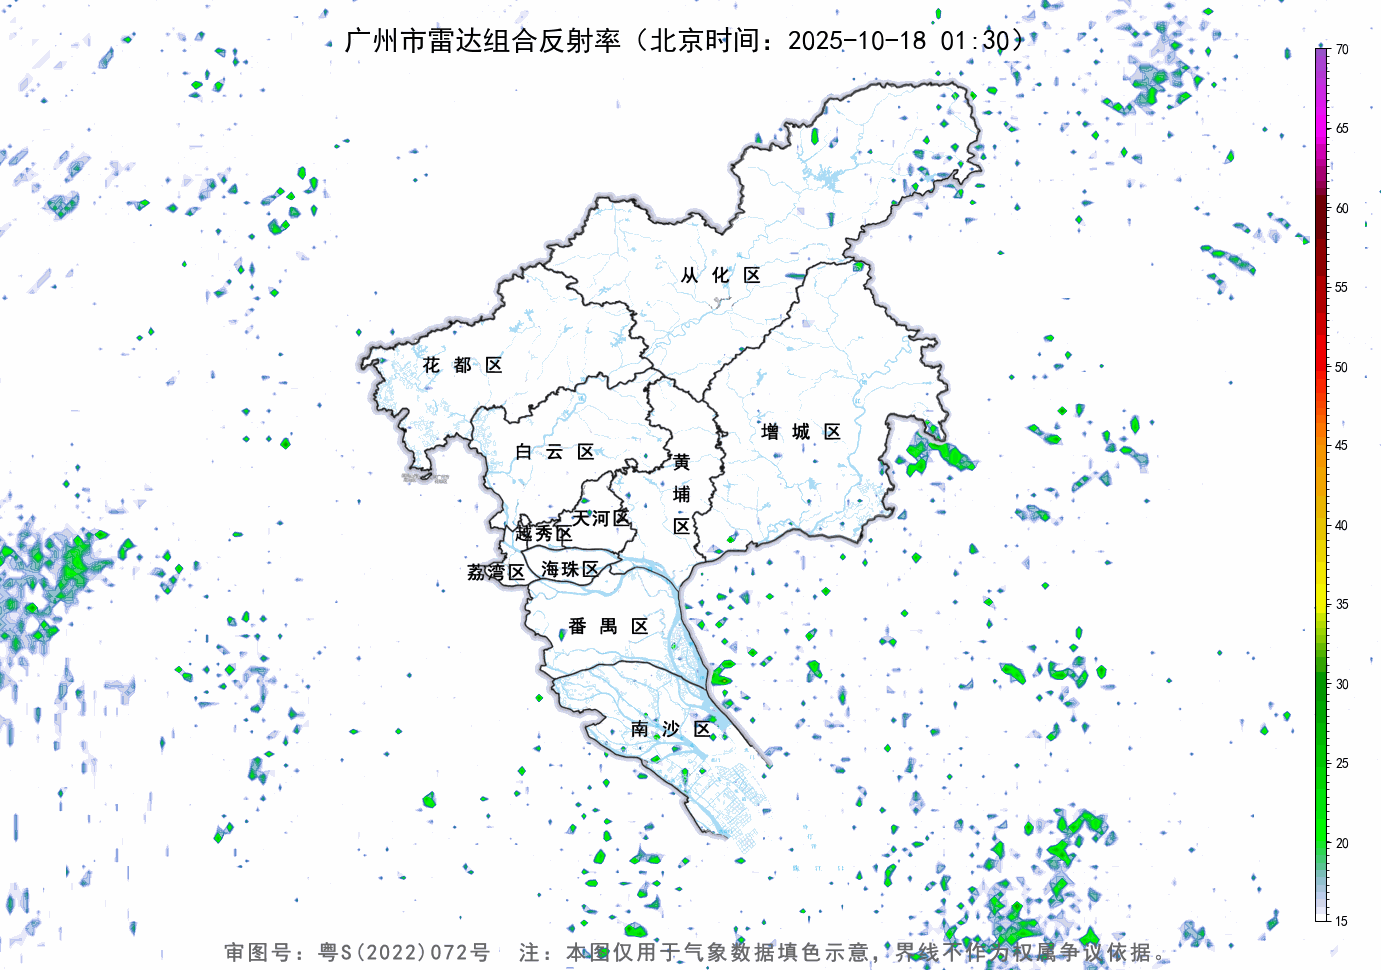 广州市雷达组合反射率（北京时间：2025-10-18 01:30）
70
65
60
55
50
45
40
35
30
25
20
15
从化区
花都区
增城区
白云区
黄埔区
天河区
越秀区
荔湾区
海珠区
番禺区
南沙区
审图号：粤S(2022)072号 注：本图仅用于气象数据填色示意，界线不作为权属争议依据。